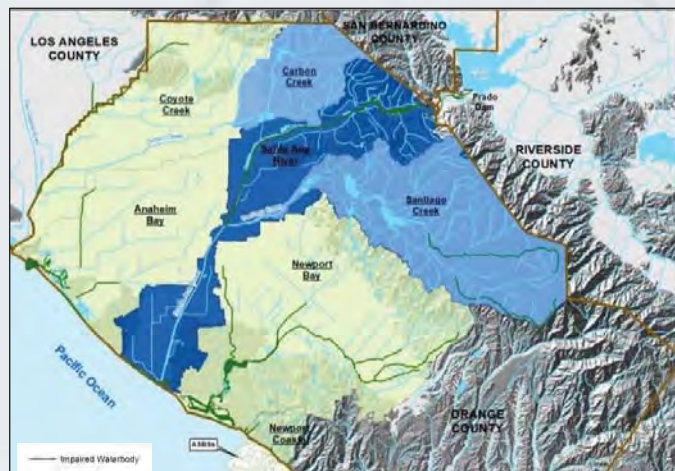 SAN BERNARDINO
COUNTY
LOS ANGELES
COUNTY
Carbon
Creek
Coyote
Creek
Prado
Dam
Santa Ana
River
RIVERSIDE
COUNTY
Anaheim
Bay
Santiago
Creek
Newport
Bay
Pacific Ocean
ORANGE
COUNTY
Newport
Coastal
ASBSs
Impaired Waterbody